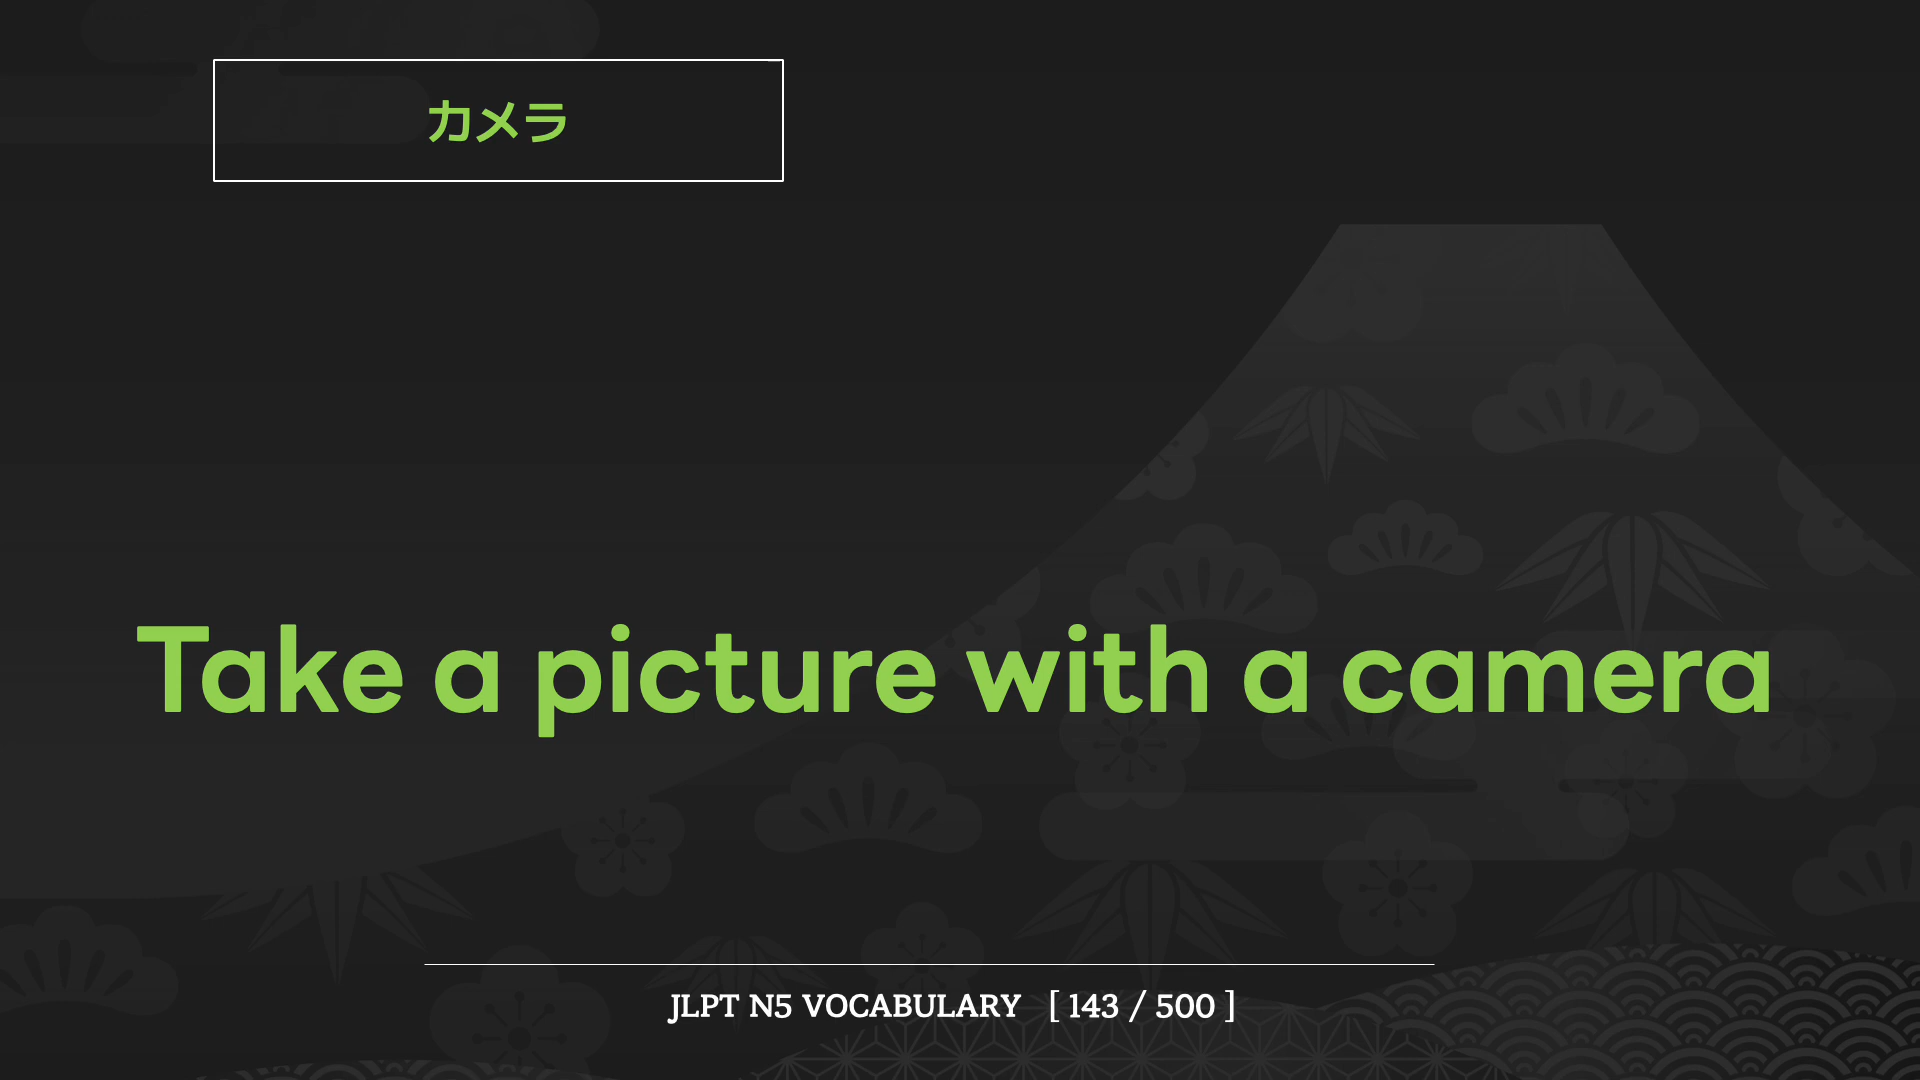 カメラ
Take a picture with a camera
JLPT N5 VOCABULARY [ 143 / 500 ]